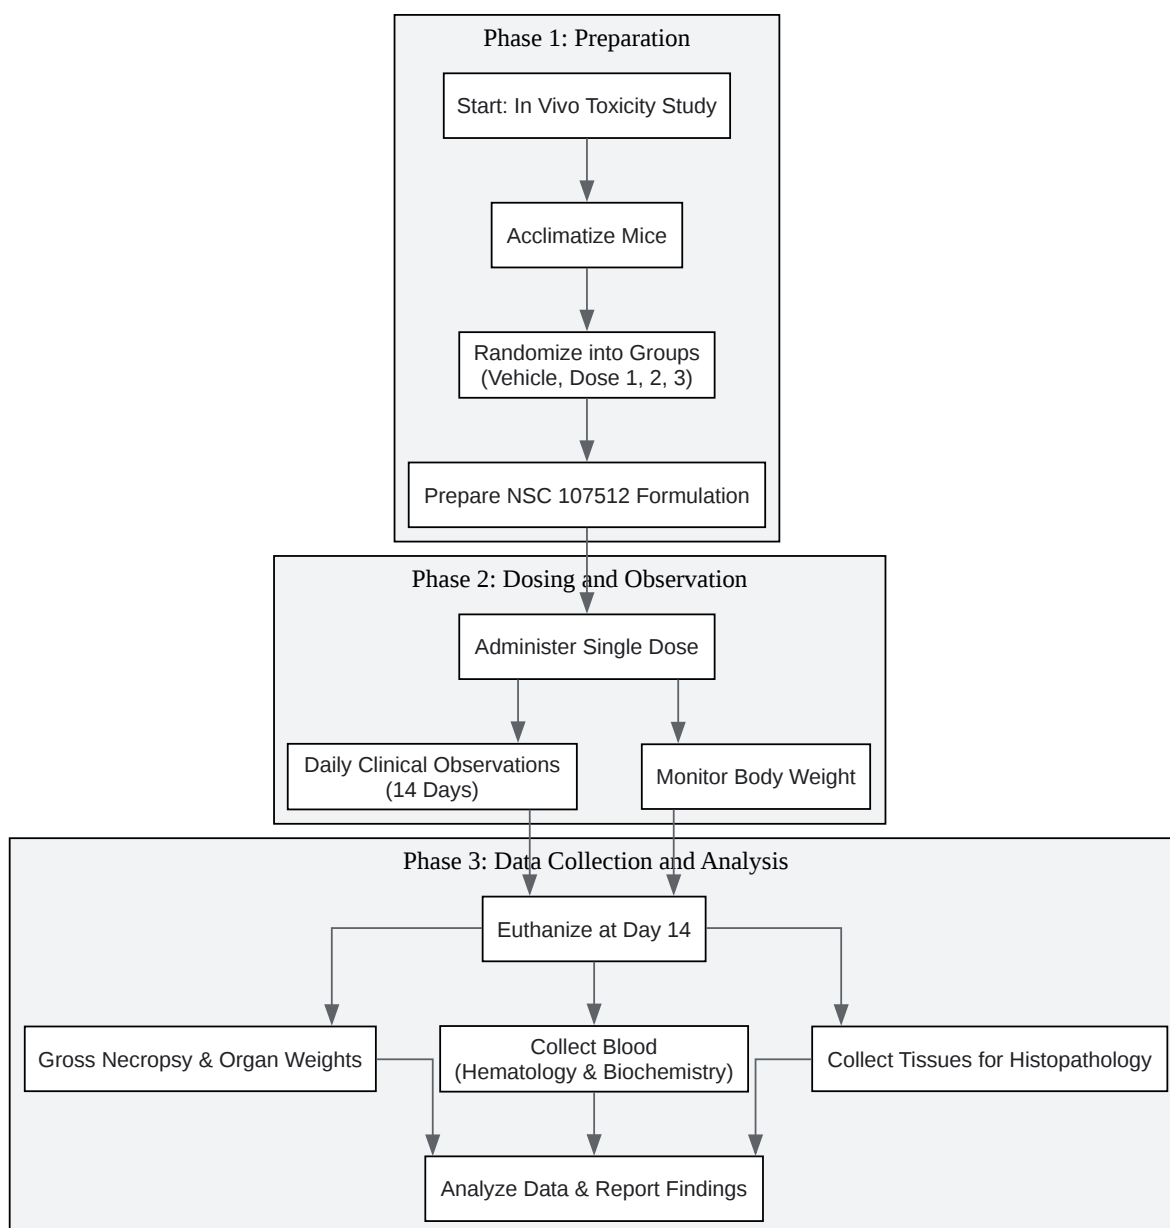 Phase 1: Preparation
Start: In Vivo Toxicity Study
Acclimatize Mice
Randomize into Groups
(Vehicle, Dose 1, 2, 3)
Prepare NSC 107512 Formulation
Phase 2: Dosing and Observation
Administer Single Dose
Daily Clinical Observations
(14 Days)
Monitor Body Weight
Phase 3: Data Collection and Analysis
Euthanize at Day 14
Gross Necropsy & Organ Weights
Collect Blood
(Hematology & Biochemistry)
Collect Tissues for Histopathology
Analyze Data & Report Findings